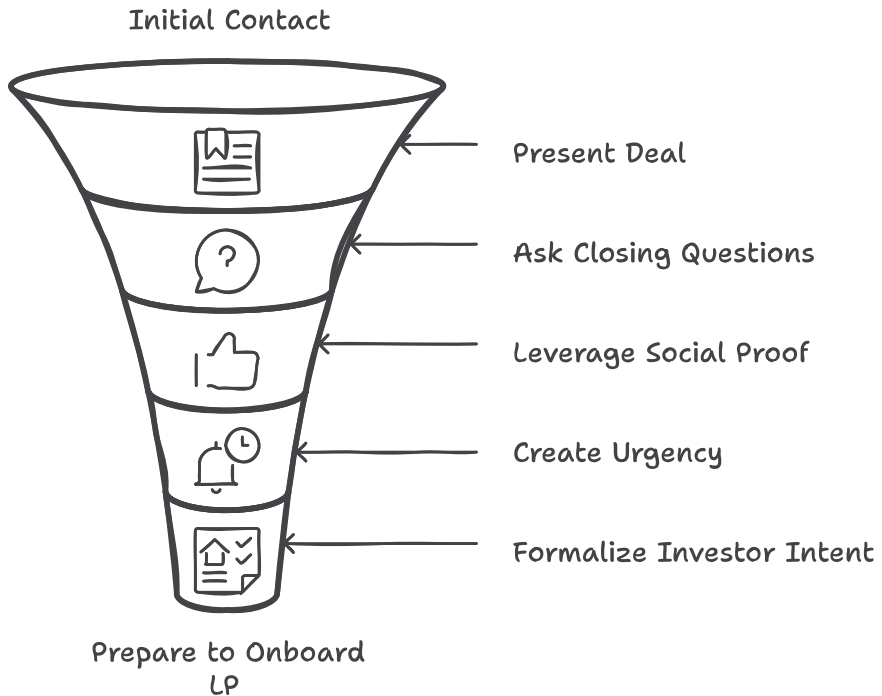 Initial Contact
Present Deal
?
Ask Closing Questions
Leverage Social Proof
Create Urgency
Formalize Investor Intent
Prepare to Onboard
LP